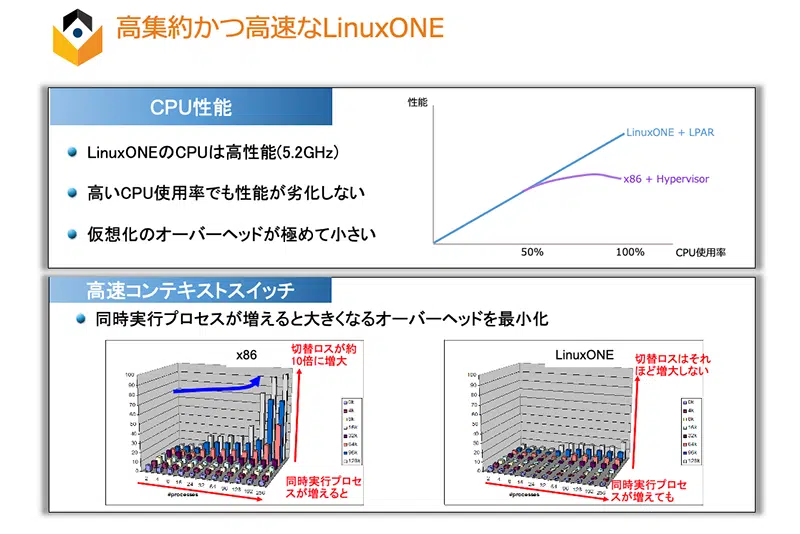 高集約かつ高速なLinuxONE
CPU性能
LinuxONEのCPUは高性能(5.2GHz)
高いCPU使用率でも性能が劣化しない
仮想化のオーバーヘッドが極めて小さい
性能
LinuxONE + LPAR
x86 + Hypervisor
50%
100%
CPU使用率
高速コンテキストスイッチ
同時実行プロセスが増えると大きくなるオーバーヘッドを最小化
x86
切替ロスが約
10倍に増大
100
90
80
70
60
50
40
30
20
10
0
2
4
8
16
24
32
64
96
128
192
256
#processes
0k
4k
8k
16k
32k
64k
96k
128k
同時実行プロセ
スが増えると
LinuxONE
切替ロスはそれ
ほど増大しない
100
90
80
70
60
50
40
30
20
10
0
2
4
8
16
24
32
64
96
128
192
256
#processes
0k
4k
8k
16k
32k
64k
96k
128k
同時実行プロセ
スが増えても